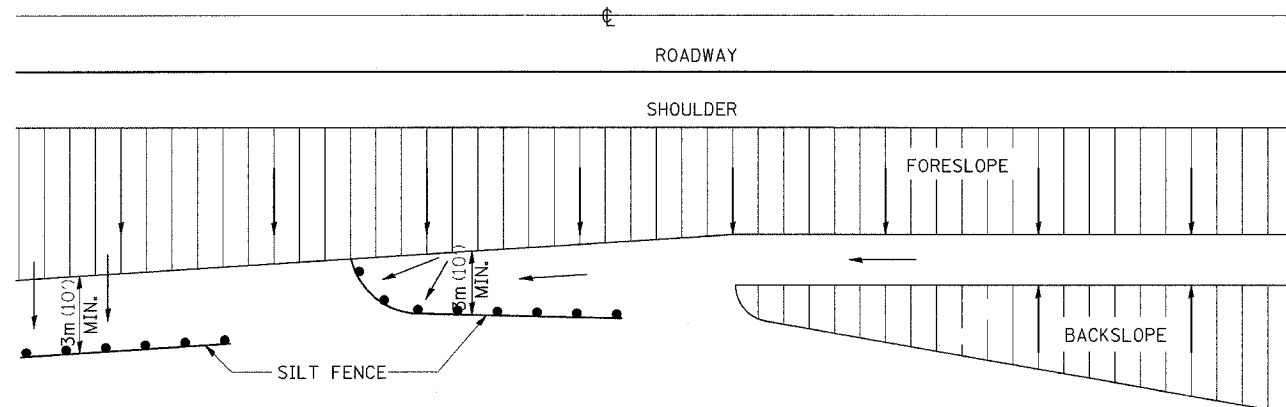 ℄
ROADWAY
SHOULDER
FORESLOPE
3m (10')
MIN.
3m (10')
MIN.
BACKSLOPE
SILT FENCE